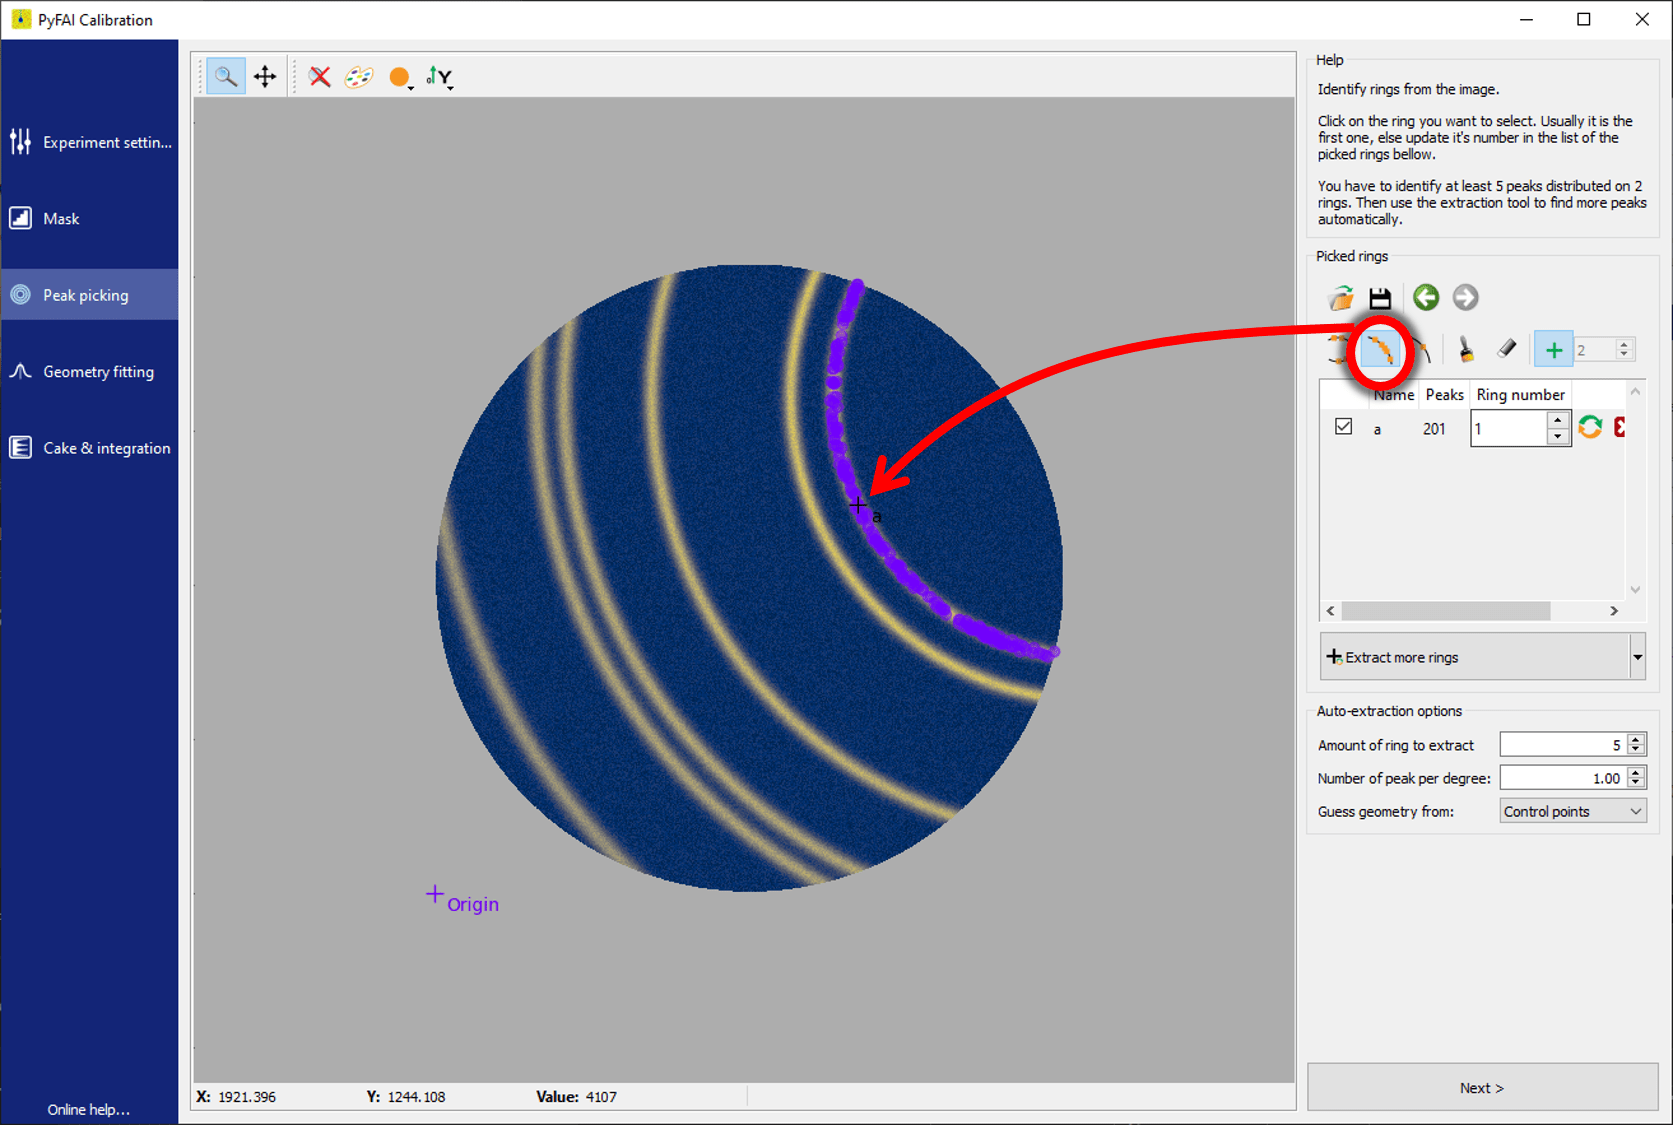 PyFAI Calibration
Experiment settin...
Mask
Peak picking
Geometry fitting
Cake & integration
Online help...
Y
a
Origin
X: 1921.396 Y: 1244.108 Value: 4107
Help
Identify rings from the image.
Click on the ring you want to select. Usually it is the
first one, else update it's number in the list of the
picked rings bellow.
You have to identify at least 5 peaks distributed on 2
rings. Then use the extraction tool to find more peaks
automatically.
Picked rings
2
Name Peaks Ring number
a 201 1
Extract more rings
Auto-extraction options
Amount of ring to extract 5
Number of peak per degree: 1.00
Guess geometry from: Control points
Next >